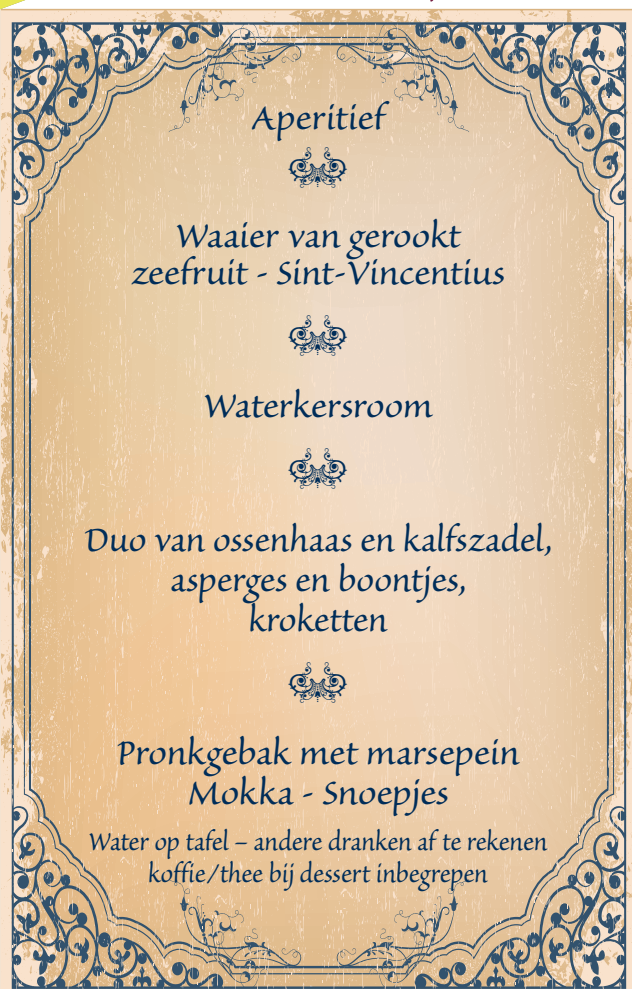 Aperitief
Waaier van gerookt
zeefruit - Sint-Vincentius
Waterkersroom
Duo van ossenhaas en kalfszadel,
asperges en boontjes,
kroketten
Pronkgebak met marsepein
Mokka - Snoepjes
Water op tafel – andere dranken af te rekenen
koffie/thee bij dessert inbegrepen